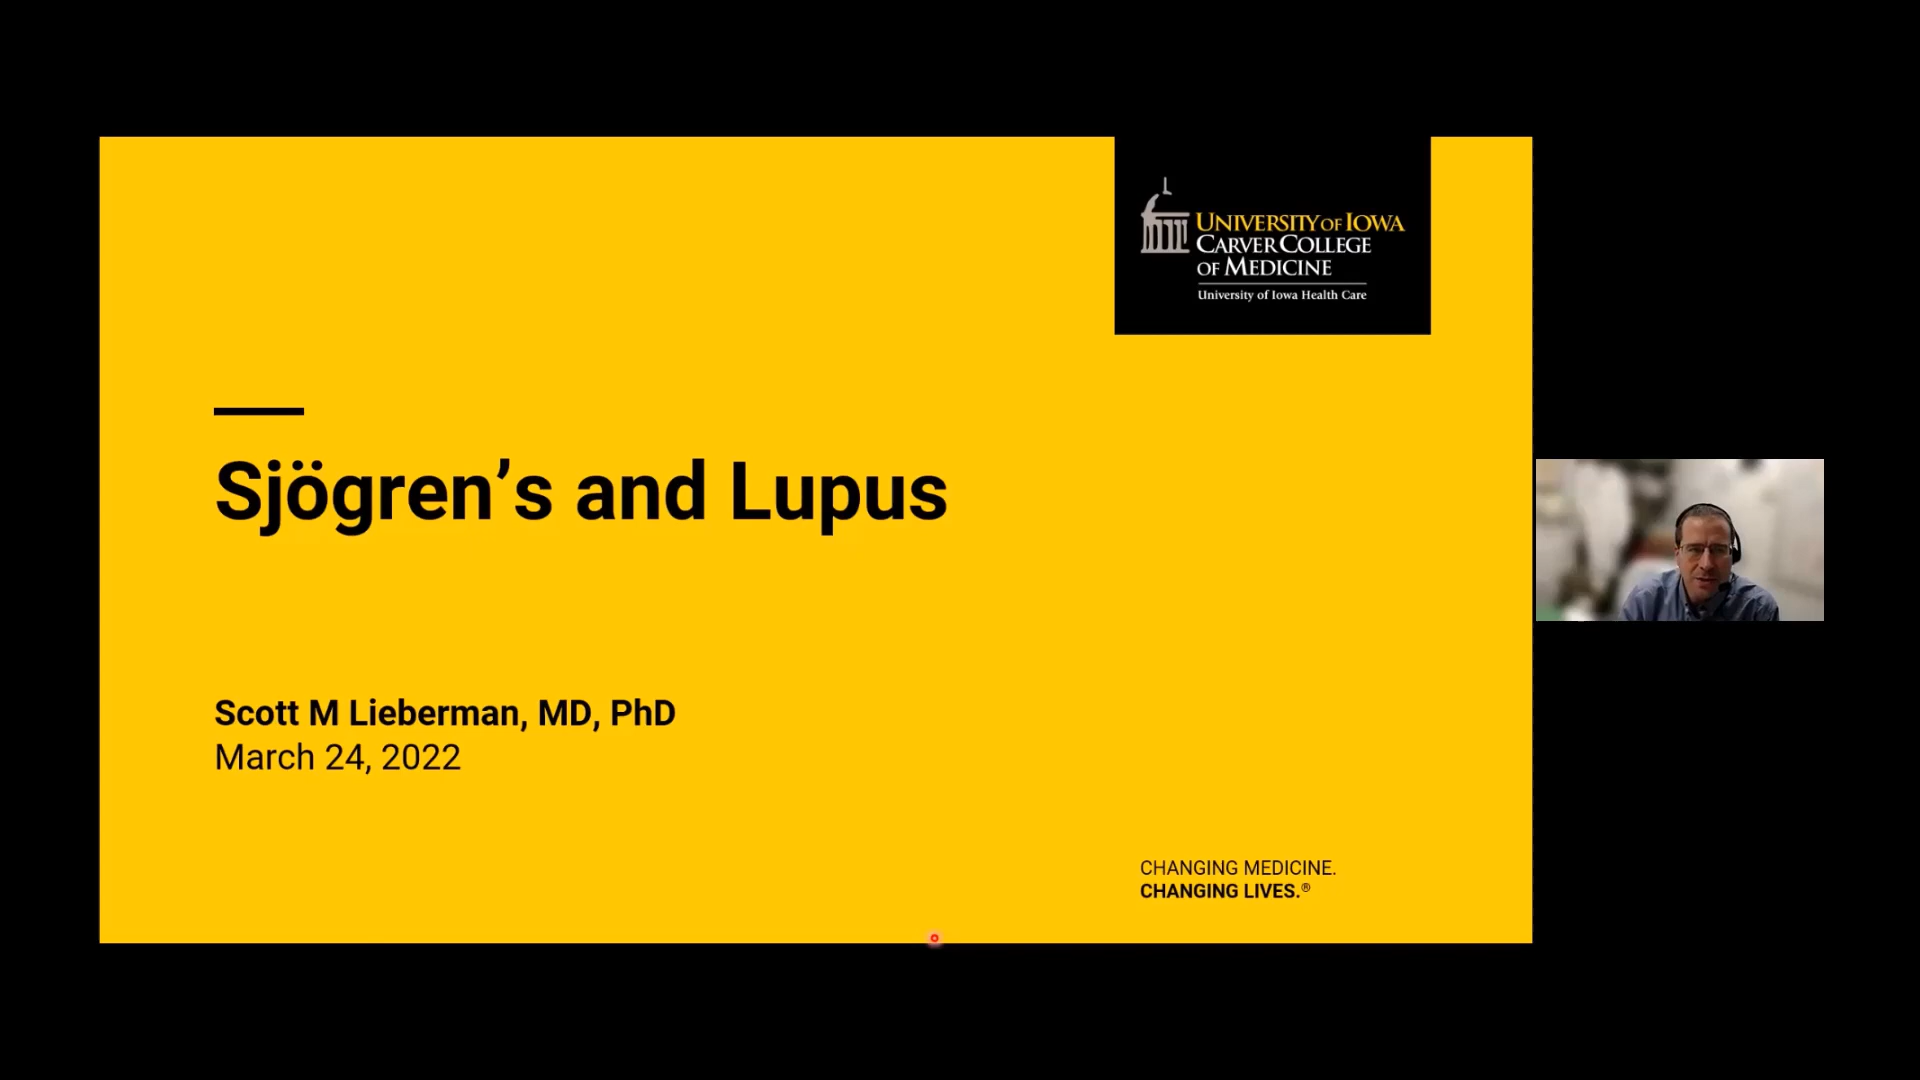 UNIVERSITY OF IOWA
CARVER COLLEGE
OF MEDICINE
University of Iowa Health Care
Sjögren’s and Lupus
Scott M Lieberman, MD, PhD
March 24, 2022
CHANGING MEDICINE.
CHANGING LIVES.®